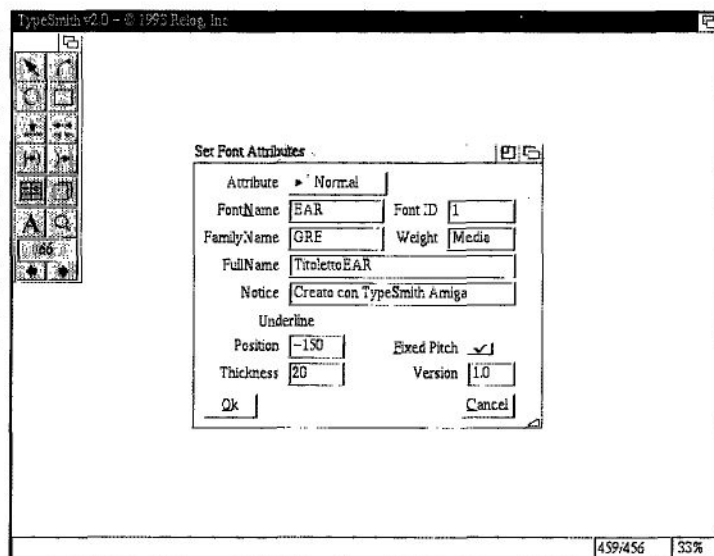 TypeSmith v2.0 - © 1993 Relog, Inc
A
Set Font Attributes
Attribute Normal
FontName EAR Font ID 1
FamilyName GRE Weight Media
FullName TitolettoEAR
Notice Creato con TypeSmith Amiga
Underline
Position -150 Fixed Pitch
Thickness 20 Version 1.0
Ok Cancel
459/456 33%